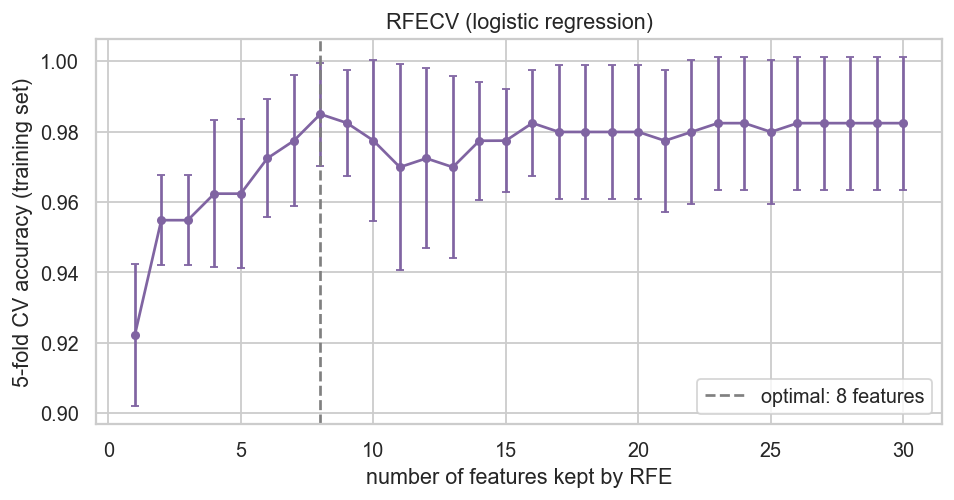 RFECV (logistic regression)
5-fold CV accuracy (training set)
1.00
0.98
0.96
0.94
0.92
0.90
optimal: 8 features
0 5 10 15 20 25 30
number of features kept by RFE